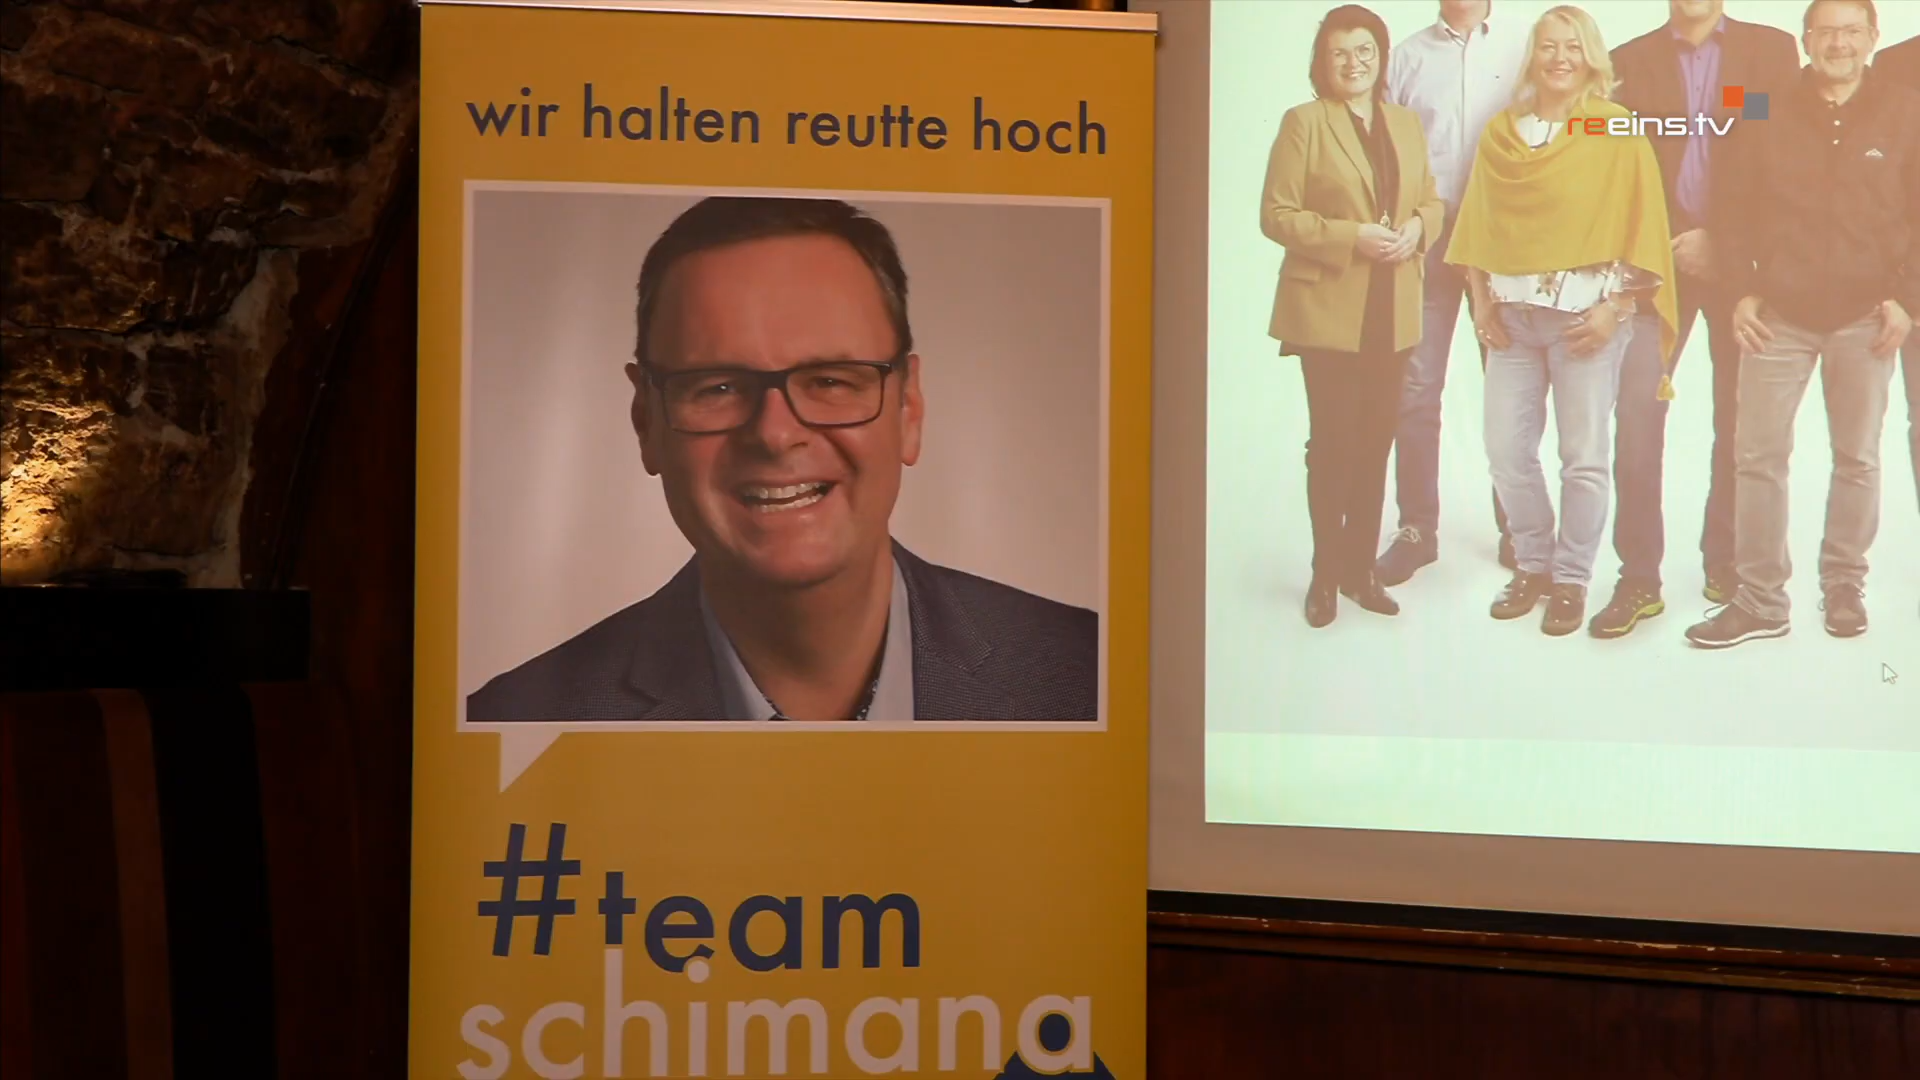 wir halten reutte hoch
reeins.tv
#team
schimana